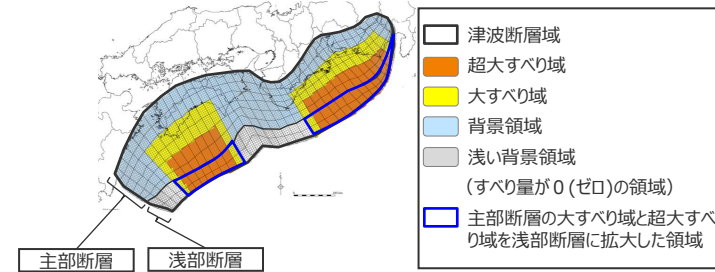 津波断層域
超大すべり域
大すべり域
背景領域
浅い背景領域
(すべり量が0(ゼロ)の領域)
主部断層の大すべり域と超大すべ
り域を浅部断層に拡大した領域
主部断層
浅部断層